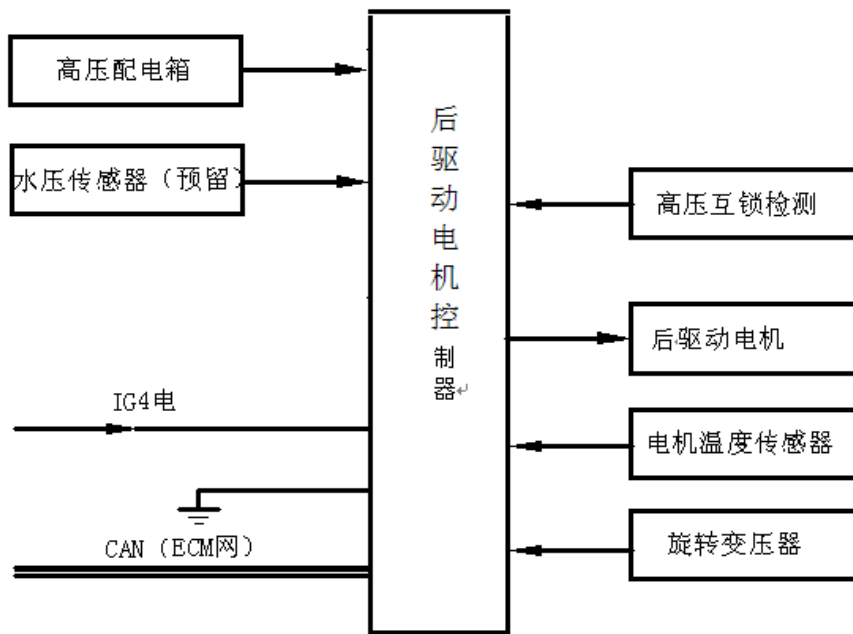 高压配电箱
水压传感器（预留）
IG4电
CAN（ECM网）
后驱动电机控制器
高压互锁检测
后驱动电机
电机温度传感器
旋转变压器